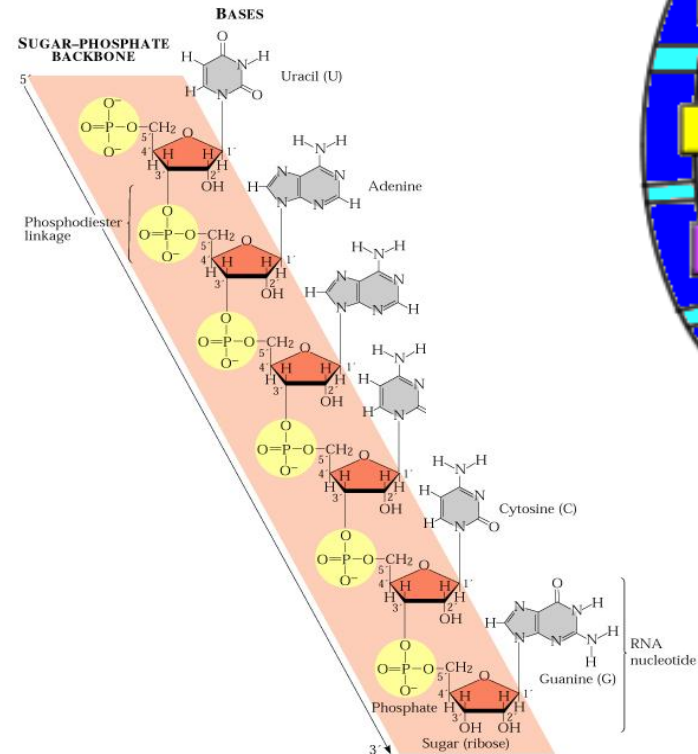 BASES
SUGAR–PHOSPHATE
BACKBONE
5′
Uracil (U)
Adenine
Phosphodiester
linkage
Cytosine (C)
RNA
nucleotide
Guanine (G)
Phosphate
Sugar (ribose)
3′